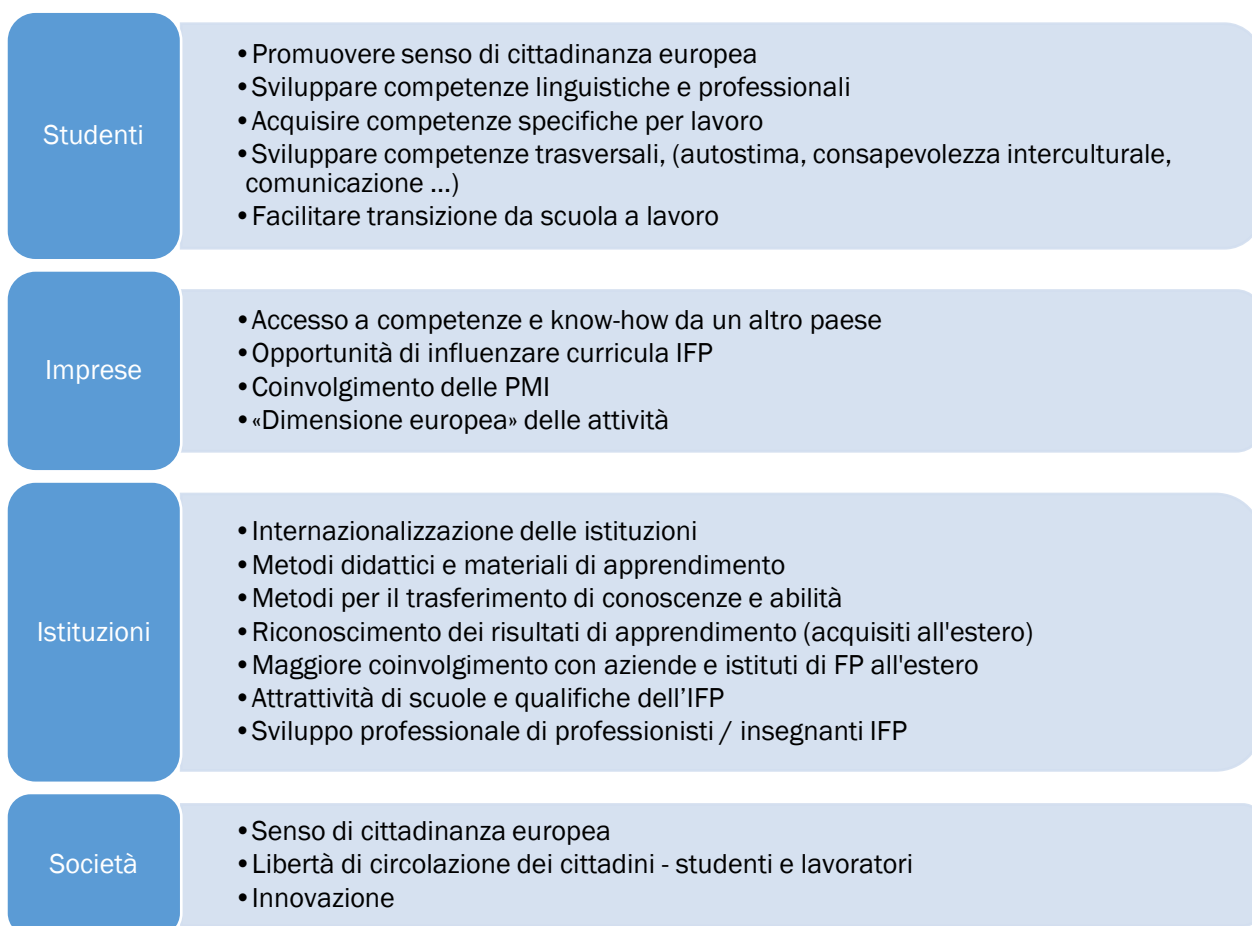 Studenti
•Promuovere senso di cittadinanza europea
•Sviluppare competenze linguistiche e professionali
•Acquisire competenze specifiche per lavoro
•Sviluppare competenze trasversali, (autostima, consapevolezza interculturale,
comunicazione ...)
•Facilitare transizione da scuola a lavoro
Imprese
•Accesso a competenze e know-how da un altro paese
•Opportunità di influenzare curricula IFP
•Coinvolgimento delle PMI
•«Dimensione europea» delle attività
Istituzioni
•Internazionalizzazione delle istituzioni
•Metodi didattici e materiali di apprendimento
•Metodi per il trasferimento di conoscenze e abilità
•Riconoscimento dei risultati di apprendimento (acquisiti all'estero)
•Maggiore coinvolgimento con aziende e istituti di FP all'estero
•Attrattività di scuole e qualifiche dell’IFP
•Sviluppo professionale di professionisti / insegnanti IFP
Società
•Senso di cittadinanza europea
•Libertà di circolazione dei cittadini - studenti e lavoratori
•Innovazione